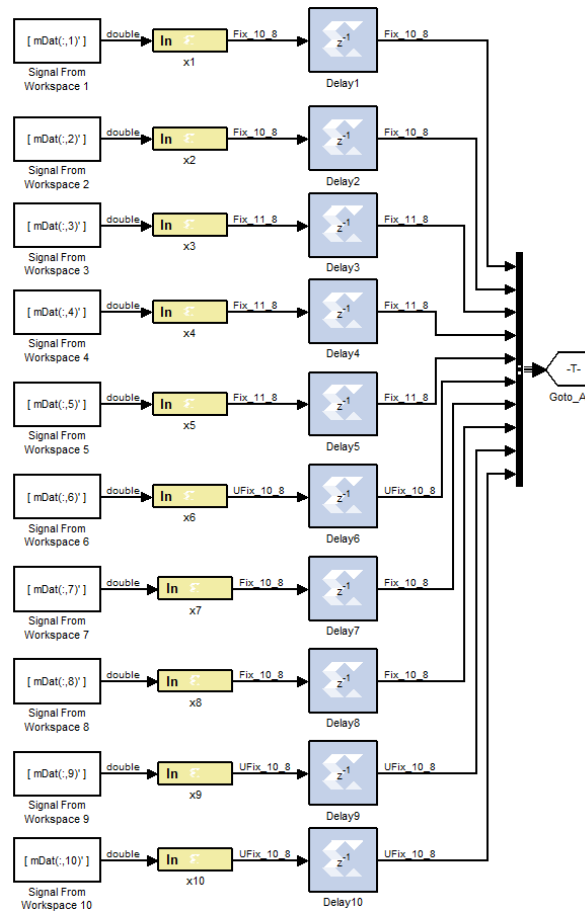 [ mDat(:,1)' ]
double
In
Fix_10_8
z-1
Fix_10_8
Signal From
Workspace 1
x1
Delay1
[ mDat(:,2)' ]
double
In
Fix_10_8
z-1
Fix_10_8
Signal From
Workspace 2
x2
Delay2
[ mDat(:,3)' ]
double
In
Fix_11_8
z-1
Fix_11_8
Signal From
Workspace 3
x3
Delay3
[ mDat(:,4)' ]
double
In
Fix_11_8
z-1
Fix_11_8
Signal From
Workspace 4
x4
Delay4
-T-
Goto_A
[ mDat(:,5)' ]
double
In
Fix_11_8
z-1
Fix_11_8
Signal From
Workspace 5
x5
Delay5
[ mDat(:,6)' ]
double
In
UFix_10_8
z-1
UFix_10_8
Signal From
Workspace 6
x6
Delay6
[ mDat(:,7)' ]
double
In
Fix_10_8
z-1
Fix_10_8
Signal From
Workspace 7
x7
Delay7
[ mDat(:,8)' ]
double
In
Fix_10_8
z-1
Fix_10_8
Signal From
Workspace 8
x8
Delay8
[ mDat(:,9)' ]
double
In
UFix_10_8
z-1
UFix_10_8
Signal From
Workspace 9
x9
Delay9
[ mDat(:,10)' ]
double
In
UFix_10_8
z-1
UFix_10_8
Signal From
Workspace 10
x10
Delay10